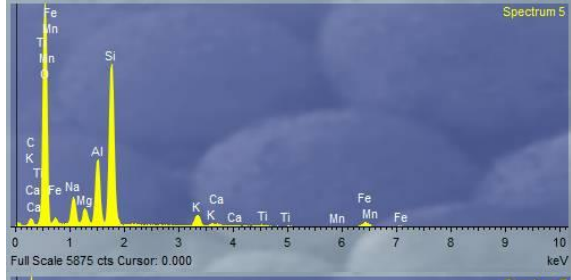 Spectrum 5
Fe
Mn
Ti
Mn
O
Si
C
K
Ti
Al
Ca
Fe
Na
Ca
Mg
K
Ca
K
Ca
Ti
Ti
Mn
Fe
Mn
Fe
0 1 2 3 4 5 6 7 8 9 10
Full Scale 5875 cts Cursor: 0.000 keV